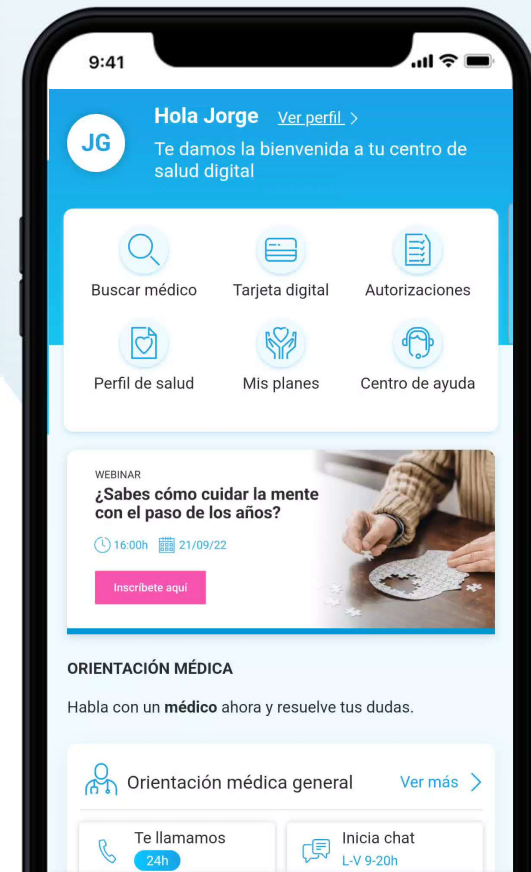 9:41
JG
Hola Jorge Ver perfil >
Te damos la bienvenida a tu centro de
salud digital
Buscar médico Tarjeta digital Autorizaciones
Perfil de salud Mis planes Centro de ayuda
WEBINAR
¿Sabes cómo cuidar la mente
con el paso de los años?
16:00h 21/09/22
Inscríbete aquí
ORIENTACIÓN MÉDICA
Habla con un médico ahora y resuelve tus dudas.
Orientación médica general Ver más >
Te llamamos Inicia chat
24h L-V 9-20h